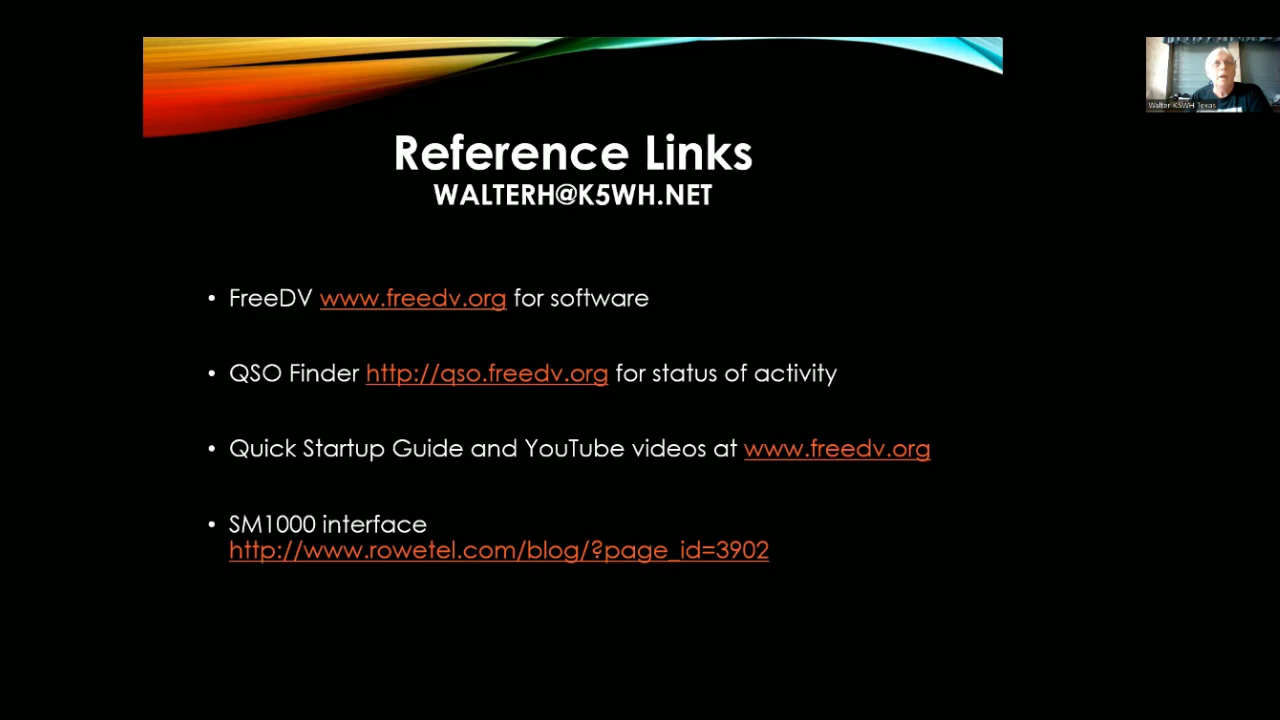 Reference Links
WALTERH@K5WH.NET
• FreeDV www.freedv.org for software
• QSO Finder http://qso.freedv.org for status of activity
• Quick Startup Guide and YouTube videos at www.freedv.org
• SM1000 interface
http://www.rowetel.com/blog/?page_id=3902
Walter K5WH Texas